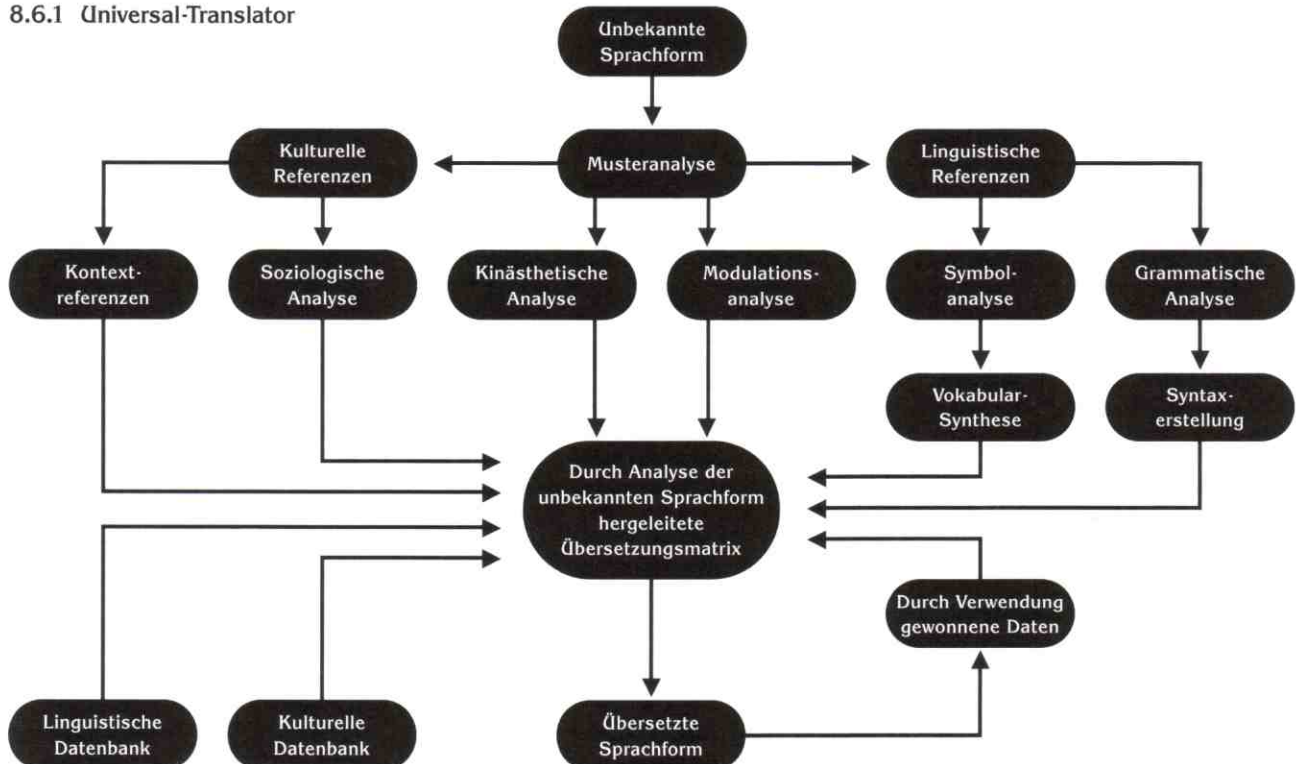 8.6.1 Universal-Translator
Unbekannte
Sprachform
Kulturelle
Referenzen
Musteranalyse
Linguistische
Referenzen
Kontext-
referenzen
Soziologische
Analyse
Kinästhetische
Analyse
Modulations-
analyse
Symbol-
analyse
Grammatische
Analyse
Vokabular-
Synthese
Syntax-
erstellung
Durch Analyse der
unbekannten Sprachform
hergeleitete
Übersetzungsmatrix
Durch Verwendung
gewonnene Daten
Linguistische
Datenbank
Kulturelle
Datenbank
Übersetzte
Sprachform